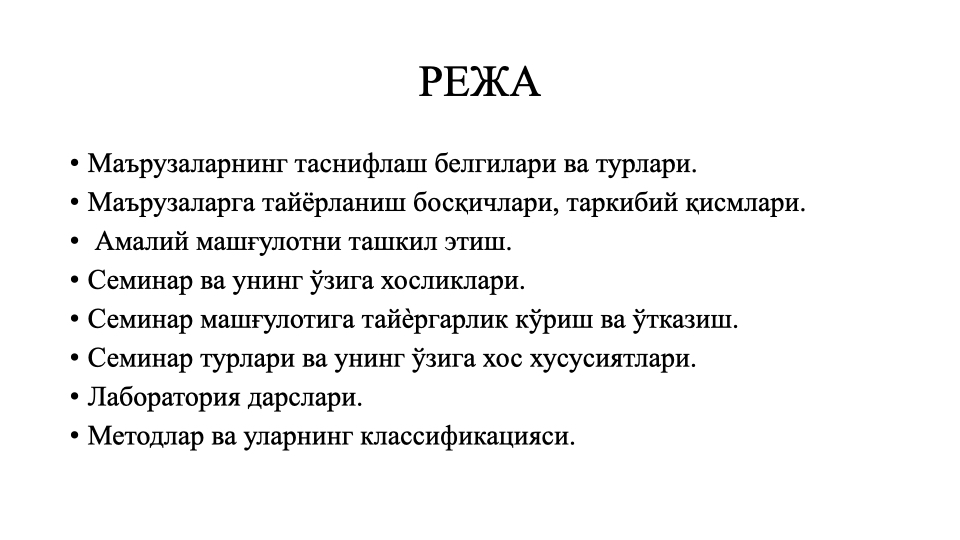 РЕЖА
• Маърузаларнинг таснифлаш белгилари ва турлари.
• Маърузаларга тайёрланиш босқичлари, таркибий қисмлари.
• Амалий машғулотни ташкил этиш.
• Семинар ва унинг ўзига хосликлари.
• Семинар машғулотига тайѐргарлик кўриш ва ўтказиш.
• Семинар турлари ва унинг ўзига хос хусусиятлари.
• Лаборатория дарслари.
• Методлар ва уларнинг классификацияси.